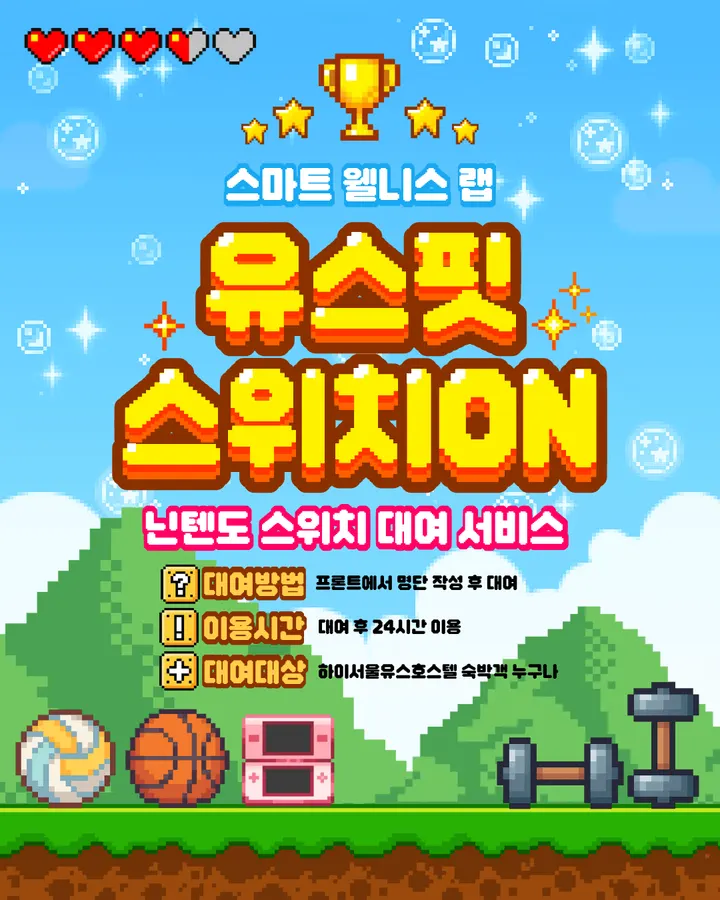 스마트 웰니스 랩
유스핏
스위치ON
닌텐도 스위치 대여 서비스
? 대여방법 프론트에서 명단 작성 후 대여
! 이용시간 대여 후 24시간 이용
+ 대여대상 하이서울유스호스텔 숙박객 누구나